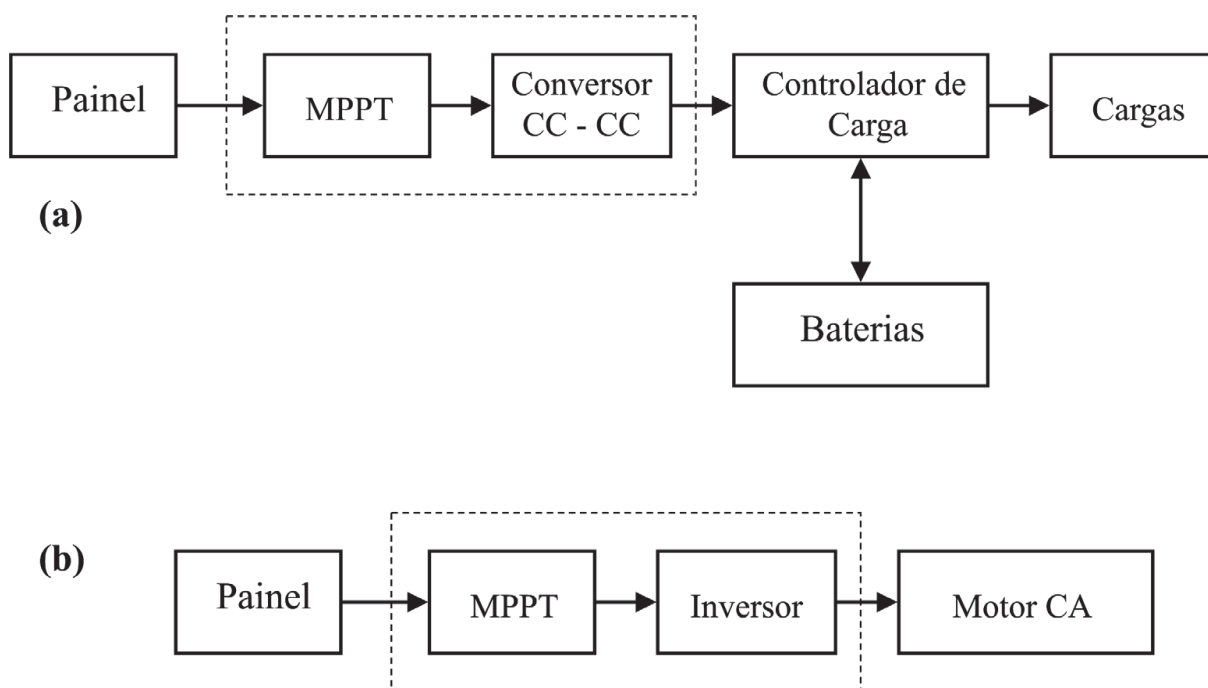 Painel
MPPT
Conversor
CC - CC
Controlador de
Carga
Cargas
(a)
Baterias
(b)
Painel
MPPT
Inversor
Motor CA